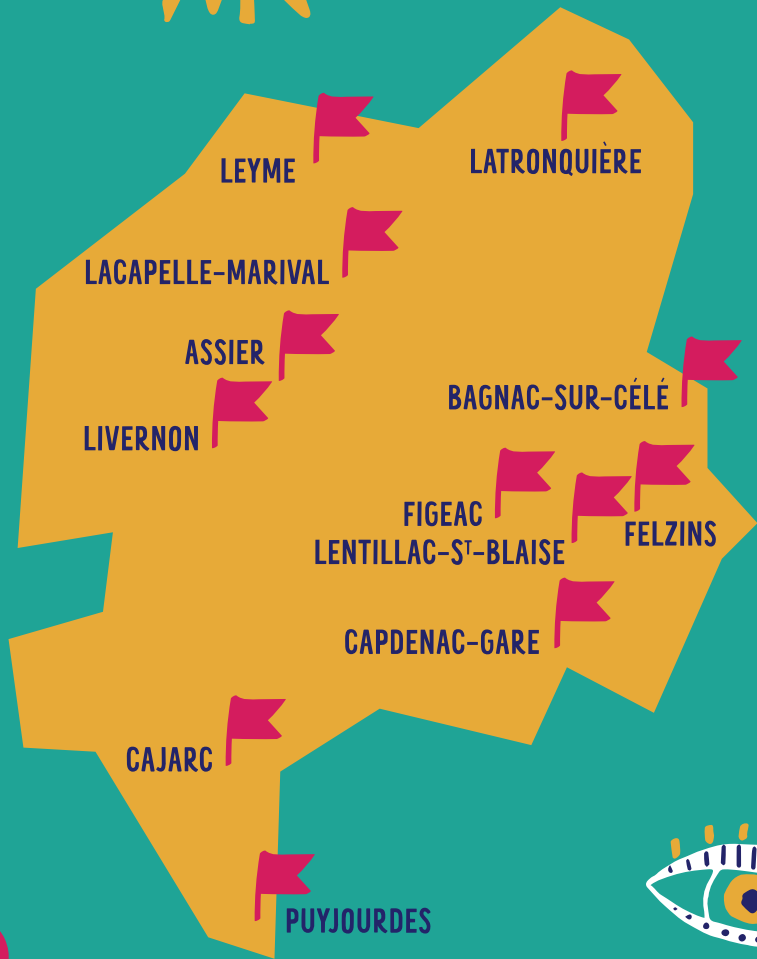 LATRONQUIÈRE
LEYME
LACAPELLE-MARIVAL
ASSIER
BAGNAC-SUR-CÉLÉ
LIVERNON
FIGEAC
FELZINS
LENTILLAC-Sᵀ-BLAISE
CAPDENAC-GARE
CAJARC
PUYJOURDES